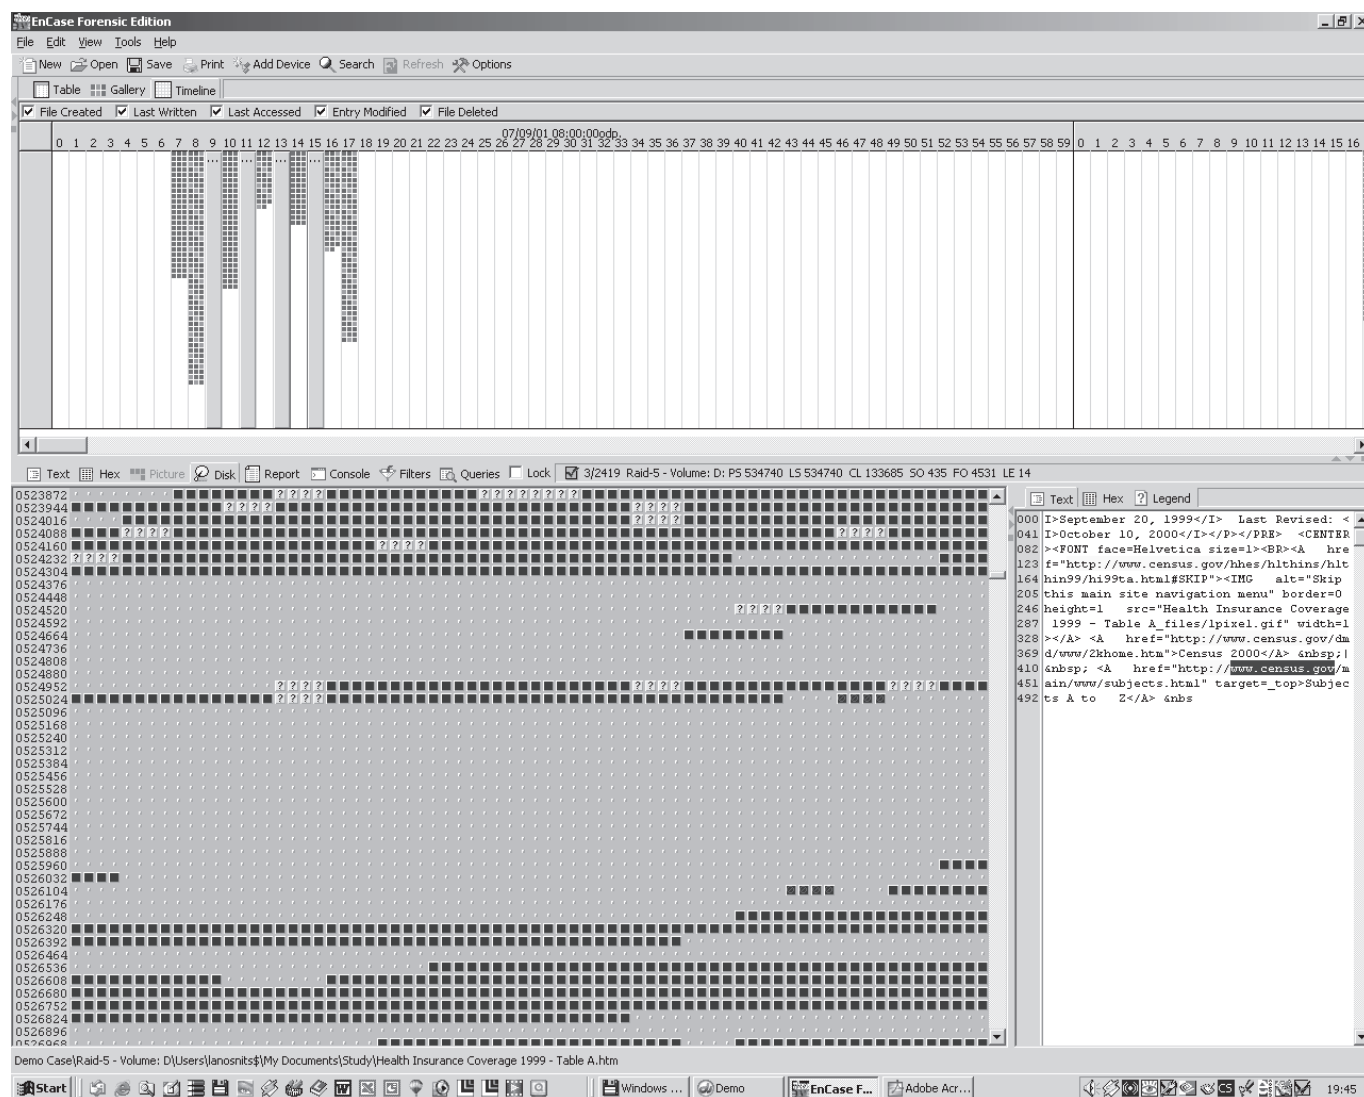 EnCase Forensic Edition
File Edit View Tools Help
New Open Save Print Add Device Search Refresh Options
Table Gallery Timeline
File Created Last Written Last Accessed Entry Modified File Deleted
07/09/01 08:00:00odp.
0 1 2 3 4 5 6 7 8 9 10 11 12 13 14 15 16 17 18 19 20 21 22 23 24 25 26 27 28 29 30 31 32 33 34 35 36 37 38 39 40 41 42 43 44 45 46 47 48 49 50 51 52 53 54 55 56 57 58 59 0 1 2 3 4 5 6 7 8 9 10 11 12 13 14 15 16
... ... ... ...
Text Hex Picture Disk Report Console Filters Queries Lock 3/2419 Raid-5 - Volume: D: PS 534740 LS 534740 CL 133685 SO 435 FO 4531 LE 14
0523872 ? ? ? ? ? ? ? ? ? ? ? ?
0523944 ? ? ? ? ? ? ? ?
0524016 ? ? ? ?
0524088 ? ? ? ? ? ? ? ?
0524160 ? ? ? ?
0524232 ? ? ? ?
0524304
0524376
0524448
0524520 ? ? ? ?
0524592
0524664
0524736
0524808
0524880
0524952 ? ? ? ? ? ? ? ? ? ? ? ?
0525024 ? ? ? ?
0525096
0525168
0525240
0525312
0525384
0525456
0525528
0525600
0525672
0525744
0525816
0525888
0525960
0526032
0526104
0526176
0526248
0526320
0526392
0526464
0526536
0526608
0526680
0526752
0526824
0526896
0526968
Text Hex Legend
000 I>September 20, 1999</I> Last Revised: <
041 I>October 10, 2000</I></P></PRE> <CENTER
082 ><FONT face=Helvetica size=1><BR><A hre
123 f="http://www.census.gov/hhes/hlthins/hlt
164 hin99/hi99ta.html#SKIP"><IMG alt="Skip
205 this main site navigation menu" border=0
246 height=1 src="Health Insurance Coverage
287 1999 - Table A_files/1pixel.gif" width=1
328 ></A> <A href="http://www.census.gov/dm
369 d/www/2khome.htm">Census 2000</A> &nbsp;|
410 &nbsp; <A href="http://www.census.gov/m
451 ain/www/subjects.html" target=_top>Subjec
492 ts A to Z</A> &nbs
Demo Case\Raid-5 - Volume: D\Users\lanosnits$\My Documents\Study\Health Insurance Coverage 1999 - Table A.htm
Start Windows ... Demo EnCase F... Adobe Acr... CS 19:45